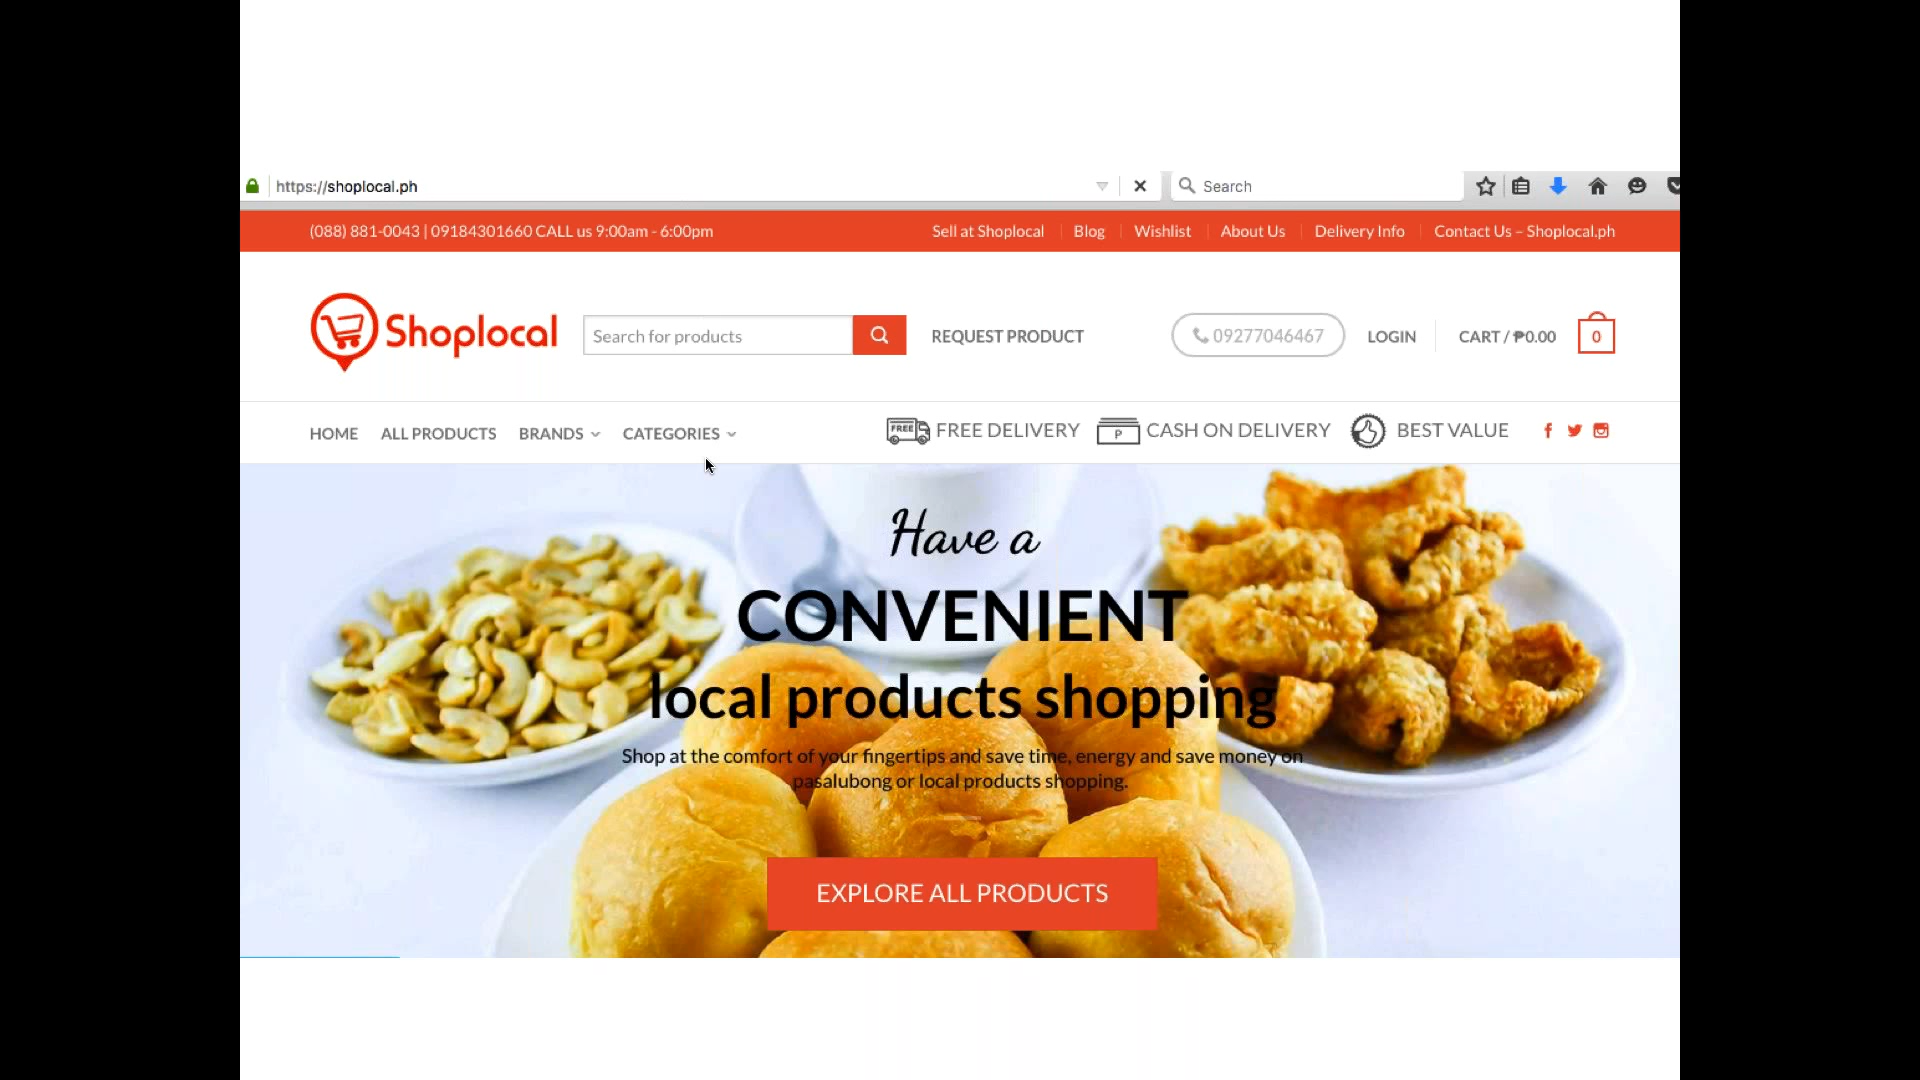 https://shoplocal.ph
Search
(088) 881-0043 | 09184301660 CALL us 9:00am - 6:00pm
Sell at Shoplocal
Blog
Wishlist
About Us
Delivery Info
Contact Us – Shoplocal.ph
Shoplocal
Search for products
REQUEST PRODUCT
09277046467
LOGIN
CART / ₱0.00
0
HOME
ALL PRODUCTS
BRANDS
CATEGORIES
FREE
FREE DELIVERY
P
CASH ON DELIVERY
BEST VALUE
Have a
CONVENIENT
local products shopping
Shop at the comfort of your fingertips and save time, energy and save money on
pasalubong or local products shopping.
EXPLORE ALL PRODUCTS